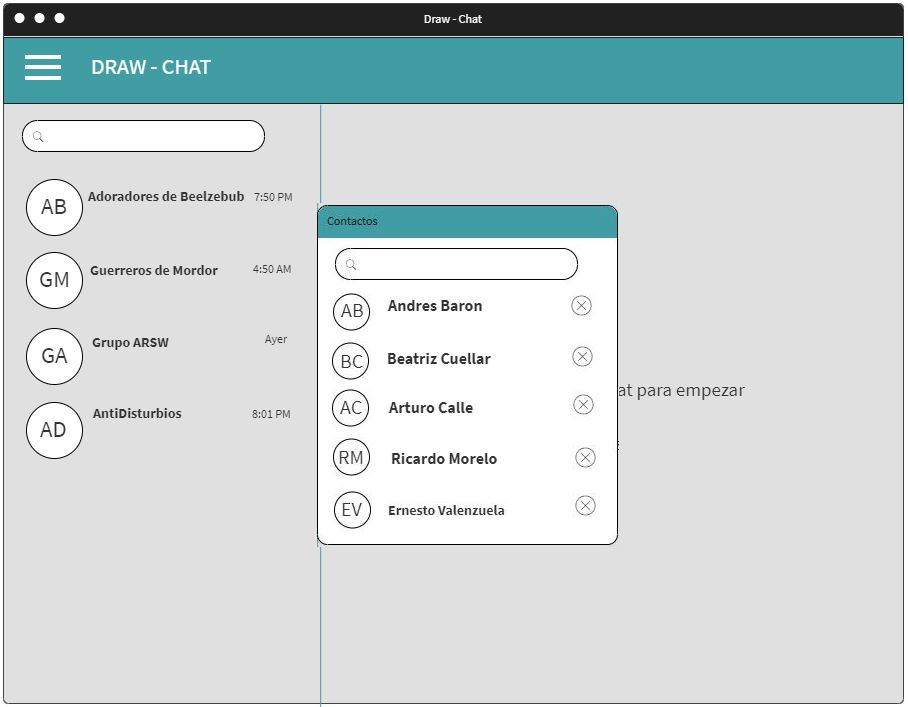 Draw - Chat
DRAW - CHAT
AB Adoradores de Beelzebub 7:50 PM
GM Guerreros de Mordor 4:50 AM
GA Grupo ARSW Ayer
AD AntiDisturbios 8:01 PM
Contactos
AB Andres Baron
BC Beatriz Cuellar
AC Arturo Calle
RM Ricardo Morelo
EV Ernesto Valenzuela
at para empezar